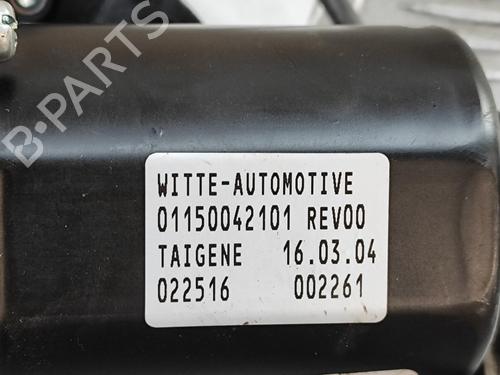 B-PARTS
WITTE-AUTOMOTIVE
01150042101 REV00
TAIGENE 16.03.04
022516 002261